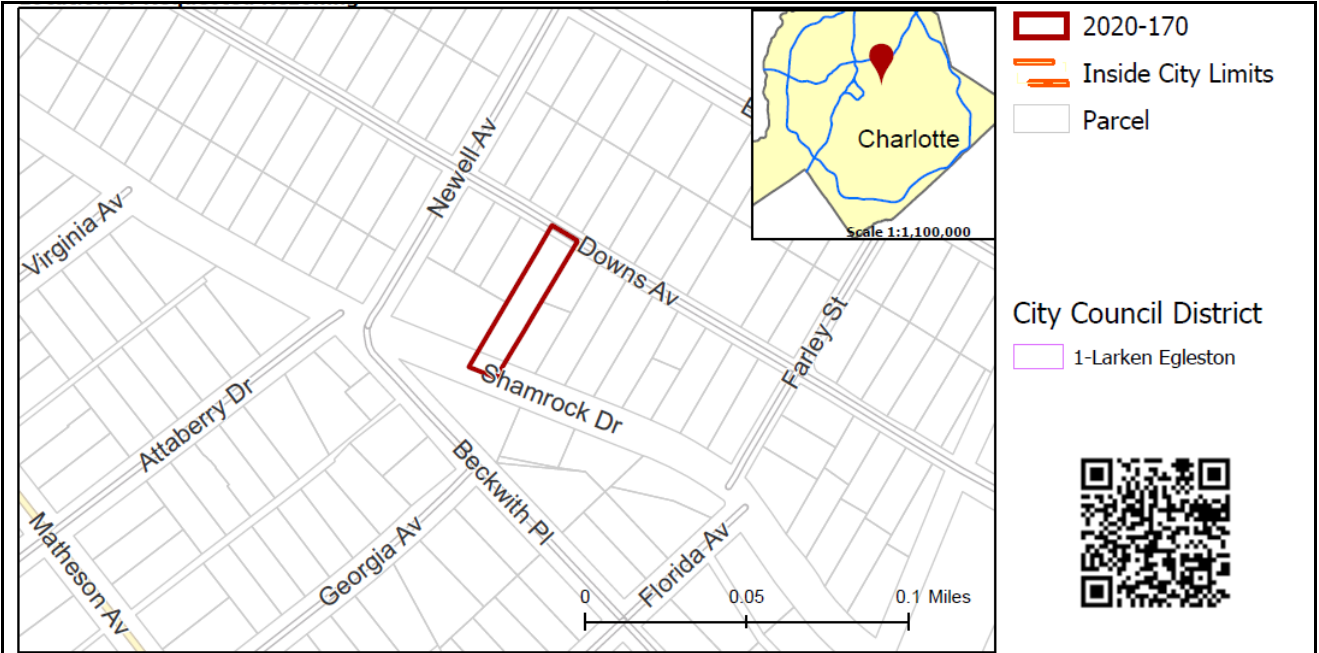 2020-170
Inside City Limits
Parcel
Charlotte
Scale 1:1,100,000
Newell Av
Virginia Av
Downs Av
Farley St
Shamrock Dr
Attaberry Dr
Beckwith Pl
Matheson Av
Georgia Av
Florida Av
0 0.05 0.1 Miles
City Council District
1-Larken Egleston